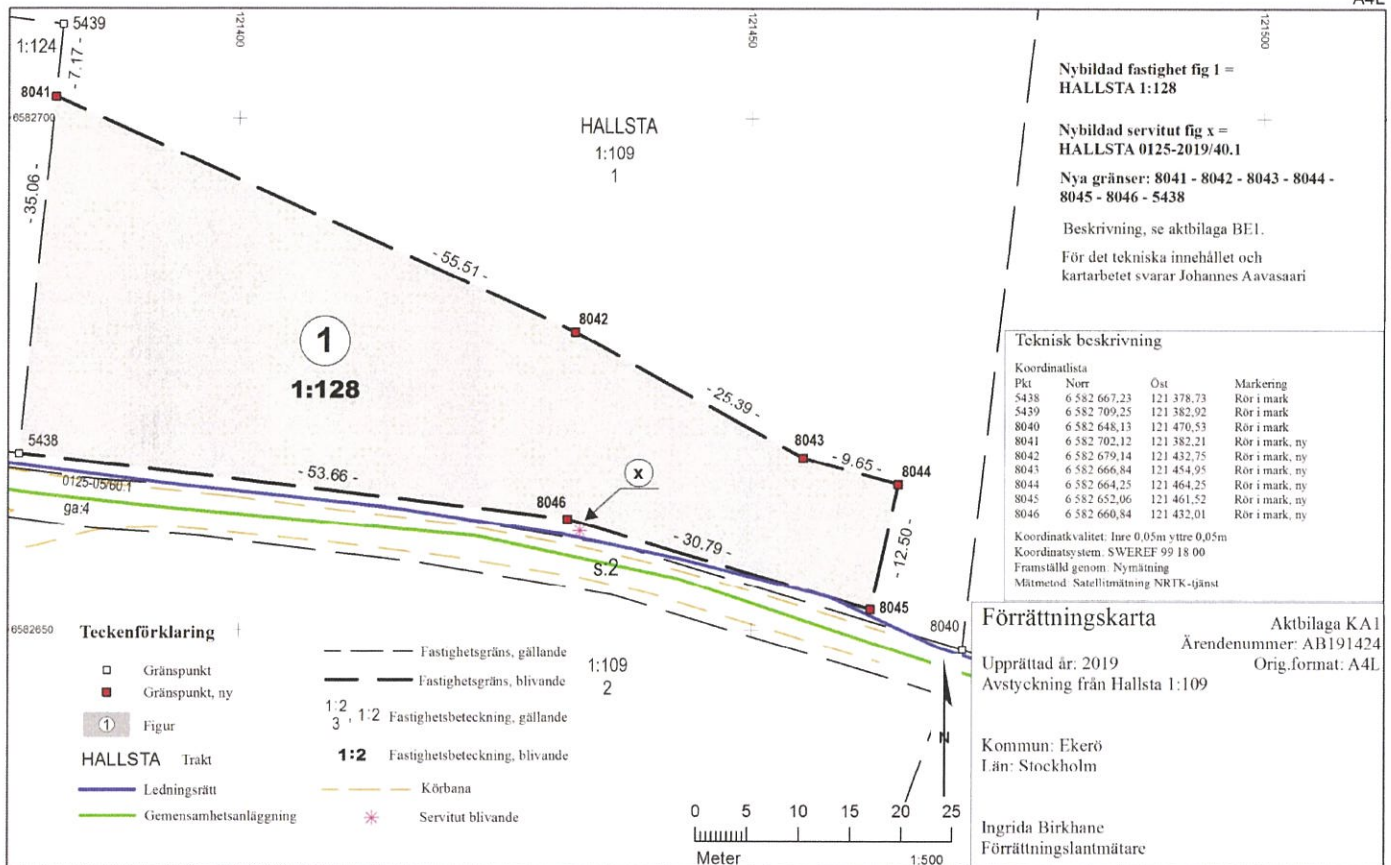 A4L
5439
1:124
- 7.17 -
8041
121400
121450
121500
6582700
HALLSTA
1:109
1
- 35.06 -
- 55.51 -
8042
1
1:128
- 25.39 -
8043
- 9.65 -
8044
5438
- 53.66 -
x
8046
0125-05/60.1
ga:4
- 30.79 -
- 12.50 -
s:2
8045
8040
6582650
Nybildad fastighet fig 1 =
HALLSTA 1:128
Nybildad servitut fig x =
HALLSTA 0125-2019/40.1
Nya gränser: 8041 - 8042 - 8043 - 8044 -
8045 - 8046 - 5438
Beskrivning, se aktbilaga BE1.
För det tekniska innehållet och
kartarbetet svarar Johannes Aavasaari
Teknisk beskrivning
Koordinatlista
Pkt Norr Öst Markering
5438 6 582 667,23 121 378,73 Rör i mark
5439 6 582 709,25 121 382,92 Rör i mark
8040 6 582 648,13 121 470,53 Rör i mark
8041 6 582 702,12 121 382,21 Rör i mark, ny
8042 6 582 679,14 121 432,75 Rör i mark, ny
8043 6 582 666,84 121 454,95 Rör i mark, ny
8044 6 582 664,25 121 464,25 Rör i mark, ny
8045 6 582 652,06 121 461,52 Rör i mark, ny
8046 6 582 660,84 121 432,01 Rör i mark, ny
Koordinatkvalitet: Inre 0,05m yttre 0,05m
Koordinatsystem: SWEREF 99 18 00
Framställd genom: Nymätning
Mätmetod: Satellitmätning NRTK-tjänst
Teckenförklaring
Gränspunkt
Gränspunkt, ny
1 Figur
HALLSTA Trakt
Ledningsrätt
Gemensamhetsanläggning
Fastighetsgräns, gällande
Fastighetsgräns, blivande
1:2
3 , 1:2 Fastighetsbeteckning, gällande
1:2 Fastighetsbeteckning, blivande
Körbana
Servitut blivande
1:109
2
N
0 5 10 15 20 25
Meter 1:500
Förrättningskarta
Aktbilaga KA1
Ärendenummer: AB191424
Upprättad år: 2019 Orig.format: A4L
Avstyckning från Hallsta 1:109
Kommun: Ekerö
Län: Stockholm
Ingrida Birkhane
Förrättningslantmätare